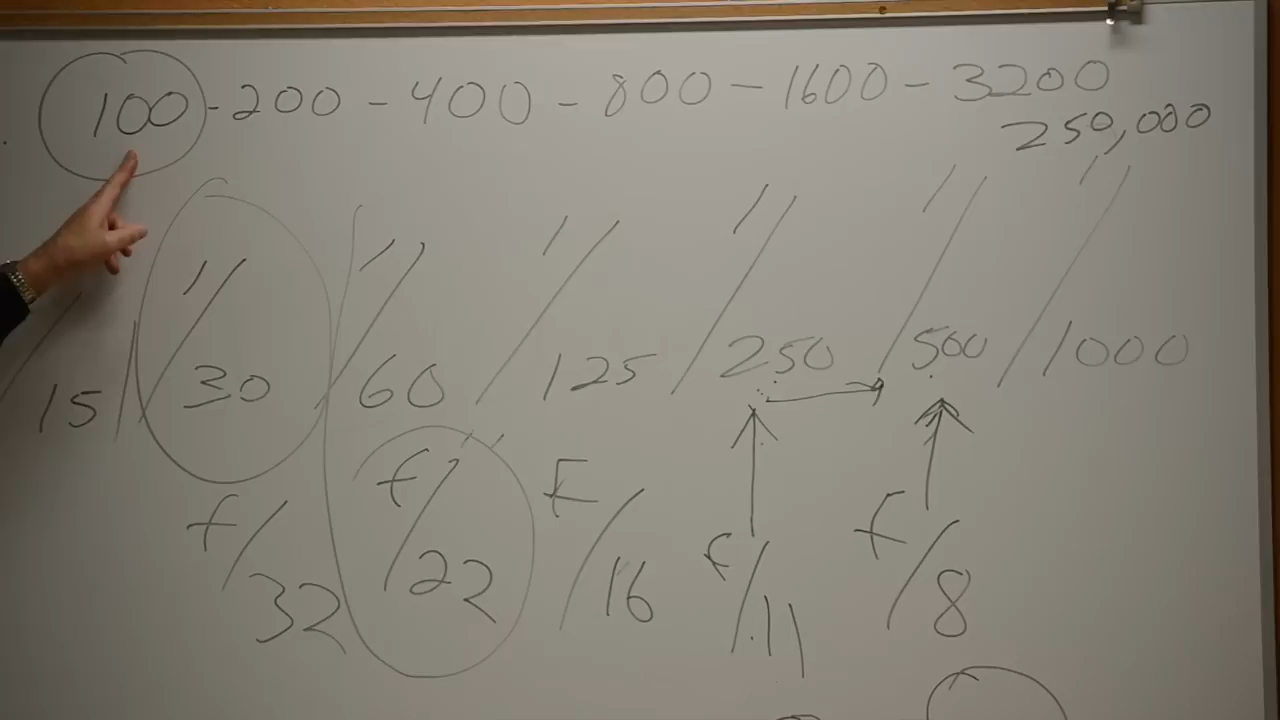 100 - 200 - 400 - 800 - 1600 - 3200
250,000
1/15 1/30 1/60 1/125 1/250 1/500 1/1000
f/32 f/22 F/16 f/11 f/8